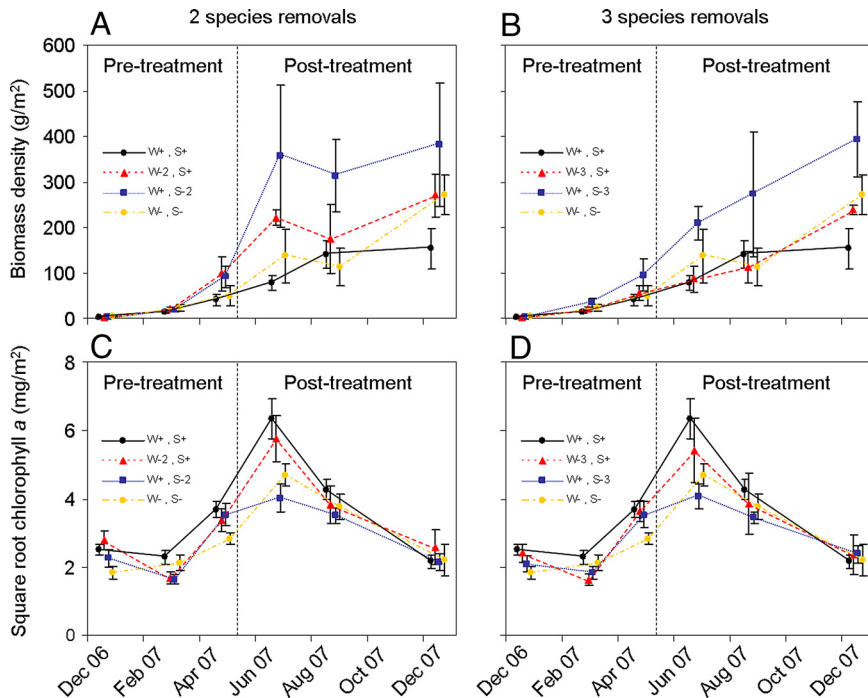 A
2 species removals
B
3 species removals
Biomass density (g/m²)
600
500
400
300
200
100
0
Pre-treatment
Post-treatment
W+ , S+
W-2 , S+
W+ , S-2
W- , S-
Pre-treatment
Post-treatment
W+ , S+
W-3 , S+
W+ , S-3
W- , S-
C
D
Square root chlorophyll a (mg/m²)
8
6
4
2
0
Pre-treatment
Post-treatment
W+ , S+
W-2 , S+
W+ , S-2
W- , S-
Pre-treatment
Post-treatment
W+ , S+
W-3 , S+
W+ , S-3
W- , S-
Dec 06
Feb 07
Apr 07
Jun 07
Aug 07
Oct 07
Dec 07
Dec 06
Feb 07
Apr 07
Jun 07
Aug 07
Oct 07
Dec 07